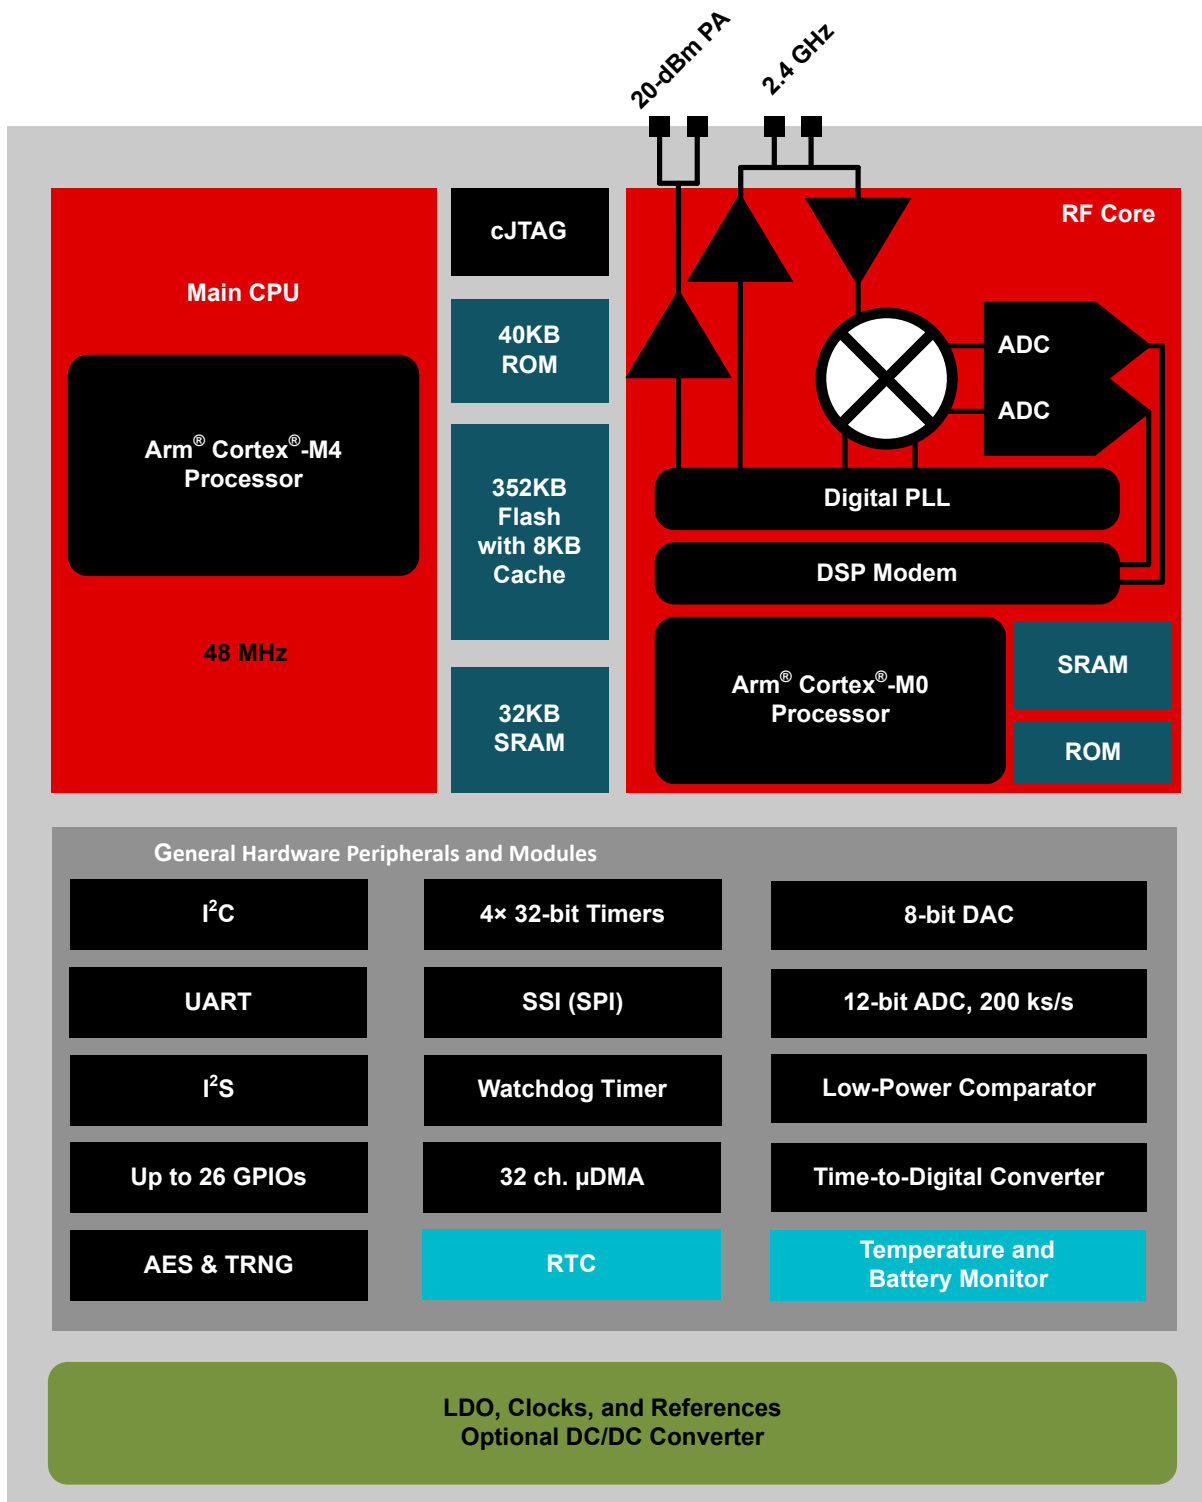 20-dBm PA
2.4 GHz
Main CPU
Arm® Cortex®-M4
Processor
48 MHz
cJTAG
40KB
ROM
352KB
Flash
with 8KB
Cache
32KB
SRAM
RF Core
ADC
ADC
Digital PLL
DSP Modem
Arm® Cortex®-M0
Processor
SRAM
ROM
General Hardware Peripherals and Modules
I²C
4× 32-bit Timers
8-bit DAC
UART
SSI (SPI)
12-bit ADC, 200 ks/s
I²S
Watchdog Timer
Low-Power Comparator
Up to 26 GPIOs
32 ch. µDMA
Time-to-Digital Converter
AES & TRNG
RTC
Temperature and
Battery Monitor
LDO, Clocks, and References
Optional DC/DC Converter